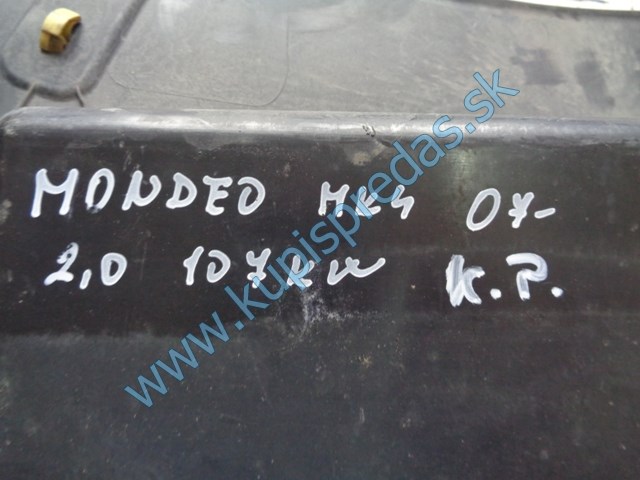 MONDEO MK4 07-
2,0 107kw K.P.
www.kupispredas.sk